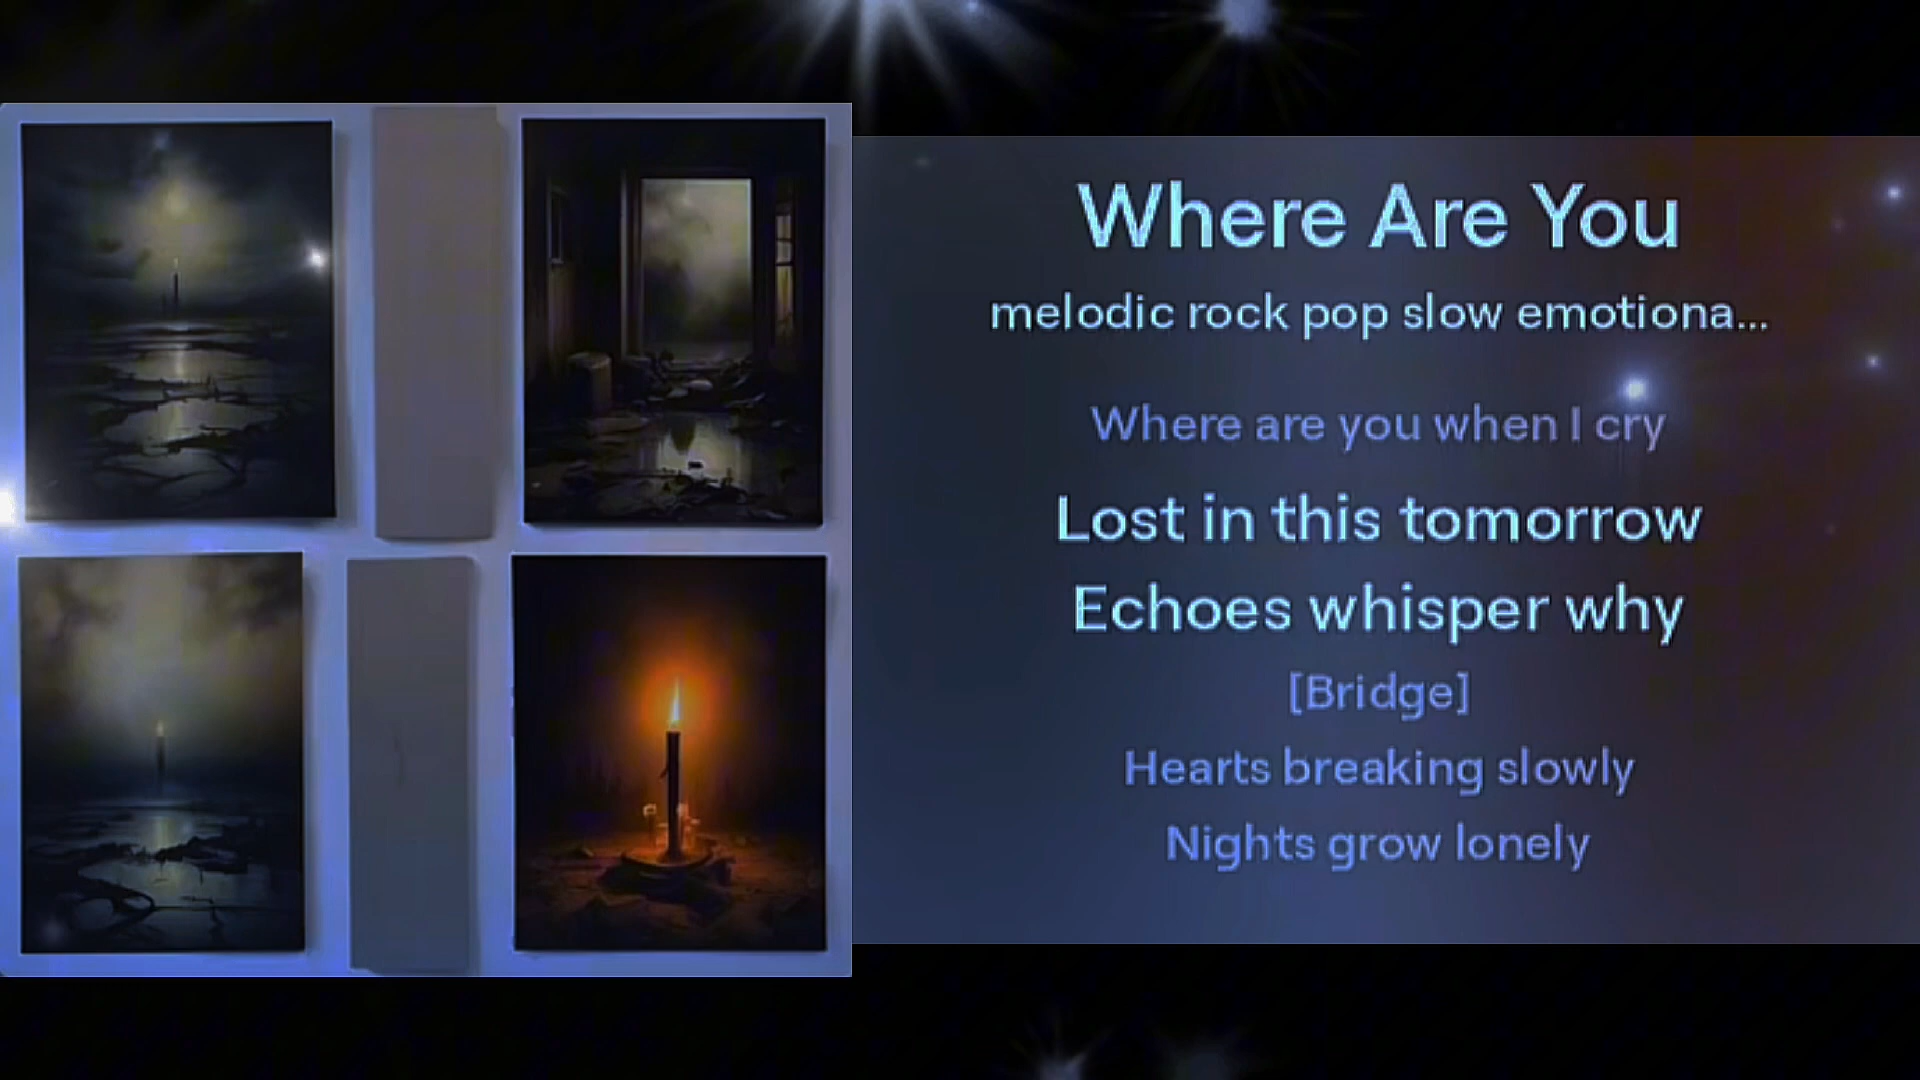 Where Are You
melodic rock pop slow emotiona...
Where are you when I cry
Lost in this tomorrow
Echoes whisper why
[Bridge]
Hearts breaking slowly
Nights grow lonely